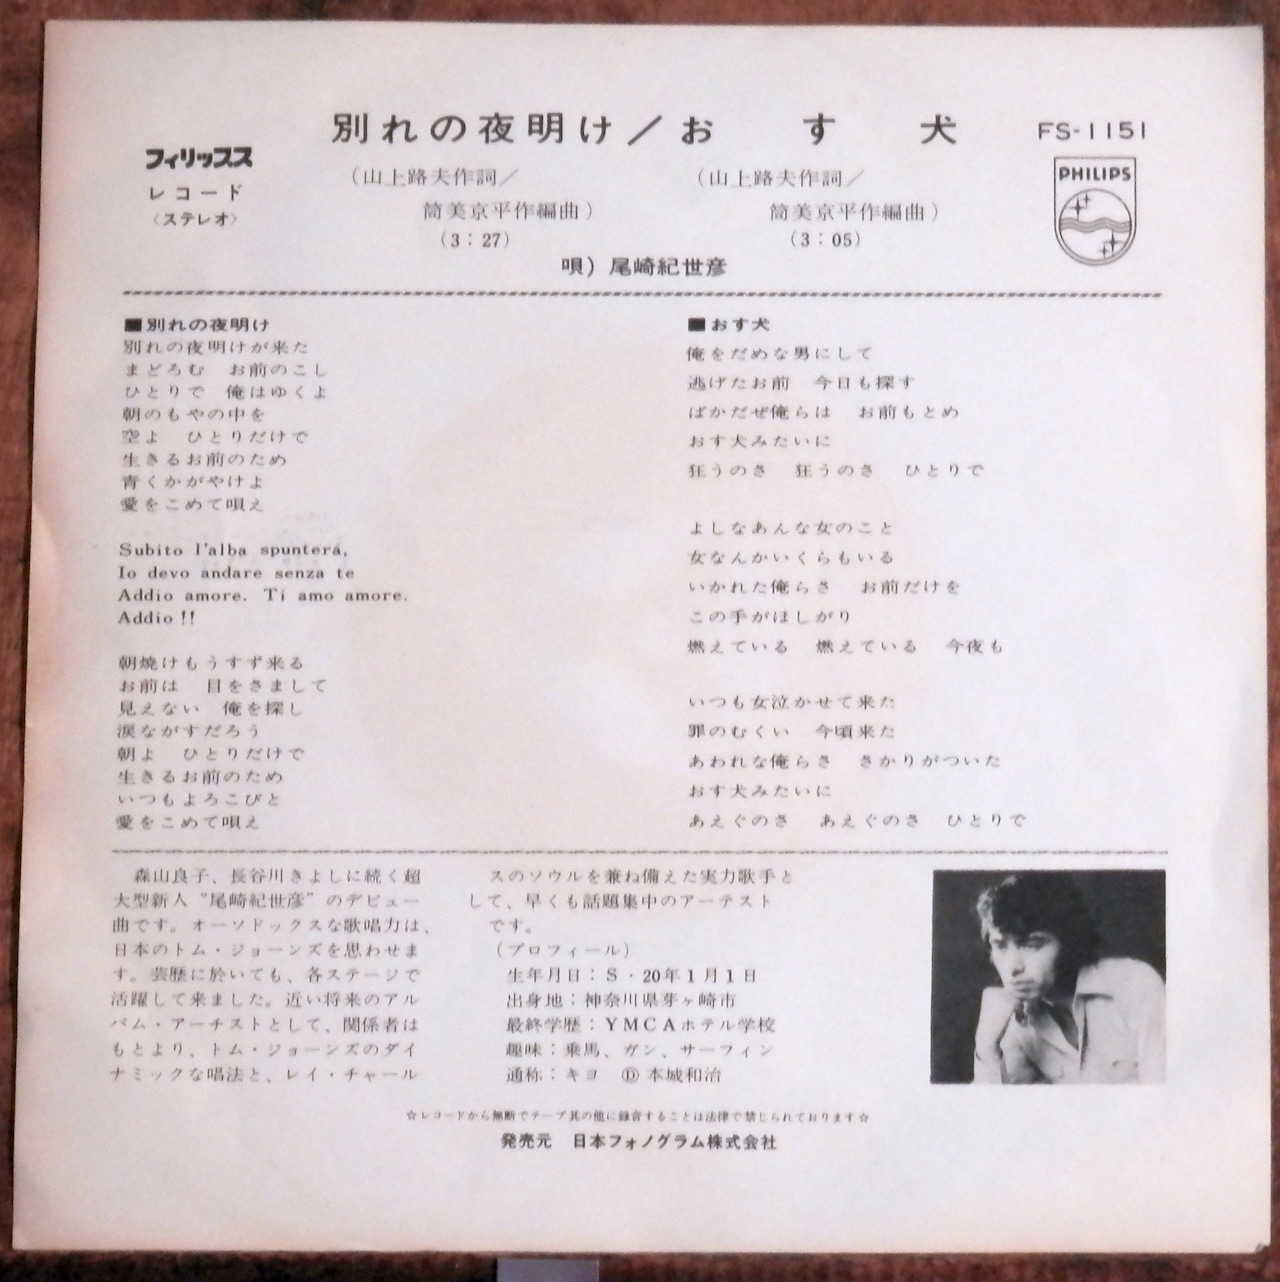 別れの夜明け／おす犬 FS-1151
フィリップス
レコード
〈ステレオ〉
PHILIPS
（山上路夫作詞／
筒美京平作編曲）
（3：27）
（山上路夫作詞／
筒美京平作編曲）
（3：05）
唄）尾崎紀世彦
■別れの夜明け
別れの夜明けが来た
まどろむ　お前のこし
ひとりで　俺はゆくよ
朝のもやの中を
空よ　ひとりだけで
生きるお前のため
青くかがやけよ
愛をこめて唄え
Subito l'alba spunterá,
Io devo andare senza te
Addio amore. Ti amo amore.
Addio!!
朝焼けもうすず来る
お前は　目をさまして
見えない　俺を探し
涙ながすだろう
朝よ　ひとりだけで
生きるお前のため
いつもよろこびと
愛をこめて唄え
■おす犬
俺をだめな男にして
逃げたお前　今日も探す
ばかだぜ俺らは　お前もとめ
おす犬みたいに
狂うのさ　狂うのさ　ひとりで
よしなあんな女のこと
女なんかいくらもいる
いかれた俺らさ　お前だけを
この手がほしがり
燃えている　燃えている　今夜も
いつも女泣かせて来た
罪のむくい　今頃来た
あわれな俺らさ　さかりがついた
おす犬みたいに
あえぐのさ　あえぐのさ　ひとりで
森山良子、長谷川きよしに続く超
大型新人“尾崎紀世彦”のデビュー
曲です。オーソドックスな歌唱力は、
日本のトム・ジョーンズを思わせま
す。芸歴に於いても、各ステージで
活躍して来ました。近い将来のアル
バム・アーチストとして、関係者は
もとより、トム・ジョーンズのダイ
ナミックな唱法と、レイ・チャール
スのソウルを兼ね備えた実力歌手と
して、早くも話題集中のアーテスト
です。
（プロフィール）
生年月日：S・20年1月1日
出身地：神奈川県芽ヶ崎市
最終学歴：YMCAホテル学校
趣味：乗馬、ガン、サーフィン
通称：キヨ　Ⓓ本城和治
☆レコードから無断でテープ其の他に録音することは法律で禁じられております☆
発売元　日本フォノグラム株式会社